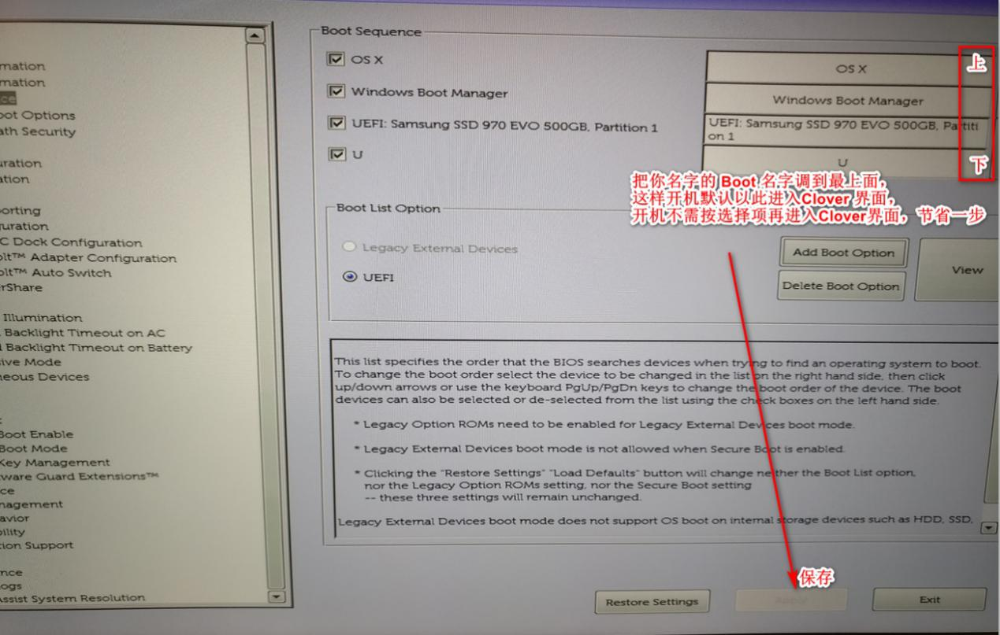 mation
mation
ce
oot Options
ath Security
uration
ation
orting
uration
C Dock Configuration
olt™ Adapter Configuration
olt™ Auto Switch
rShare
Illumination
Backlight Timeout on AC
d Backlight Timeout on Battery
ive Mode
neous Devices
:
Boot Enable
Boot Mode
Key Management
ware Guard Extensions™
ce
nagement
avior
bility
tion Support
nce
ogs
Assist System Resolution
Boot Sequence
OS X
Windows Boot Manager
UEFI: Samsung SSD 970 EVO 500GB, Partition 1
U
OS X
Windows Boot Manager
UEFI: Samsung SSD 970 EVO 500GB, Partiti
on 1
U
上
下
把你名字的 Boot 名字调到最上面，
这样开机默认以此进入Clover 界面，
开机不需按选择项再进入Clover界面，节省一步
Boot List Option
Legacy External Devices
UEFI
Add Boot Option
Delete Boot Option
View
This list specifies the order that the BIOS searches devices when trying to find an operating system to boot.
To change the boot order select the device to be changed in the list on the right hand side, then click
up/down arrows or use the keyboard PgUp/PgDn keys to change the boot order of the device. The boot
devices can also be selected or de-selected from the list using the check boxes on the left hand side.
* Legacy Option ROMs need to be enabled for Legacy External Devices boot mode.
* Legacy External Devices boot mode is not allowed when Secure Boot is enabled.
* Clicking the "Restore Settings" "Load Defaults" button will change neither the Boot List option,
nor the Legacy Option ROMs setting, nor the Secure Boot setting
-- these three settings will remain unchanged.
Legacy External Devices boot mode does not support OS boot on internal storage devices such as HDD, SSD,
保存
Restore Settings
Apply
Exit